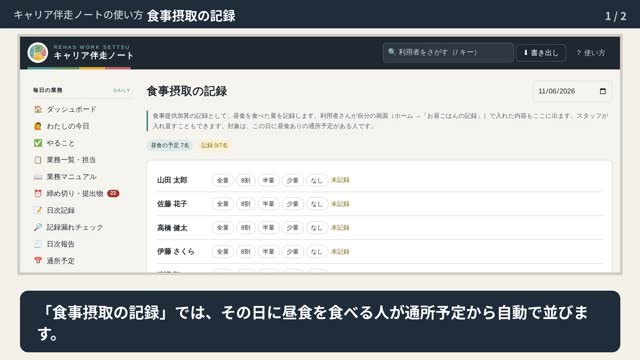 キャリア伴走ノートの使い方 食事摂取の記録
1 / 2
REHAS WORK SETTSU
キャリア伴走ノート
利用者をさがす（/ キー）
書き出し
？ 使い方
毎日の業務 DAILY
ダッシュボード
わたしの今日
やること
業務一覧・担当
業務マニュアル
締め切り・提出物 22
日次記録
記録漏れチェック
日次報告
通所予定
食事摂取の記録
11/06/2026
食事提供加算の記録として、昼食を食べた量を記録します。利用者さんが自分の画面（ホーム →「お昼ごはんの記録」）で入れた内容もここに出ます。スタッフが
入れ直すこともできます。対象は、この日に昼食ありの通所予定がある人です。
昼食の予定 7名 記録 0/7名
山田 太郎 全量 8割 半量 少量 なし 未記録
佐藤 花子 全量 8割 半量 少量 なし 未記録
高橋 健太 全量 8割 半量 少量 なし 未記録
伊藤 さくら 全量 8割 半量 少量 なし 未記録
「食事摂取の記録」では、その日に昼食を食べる人が通所予定から自動で並びま
す。